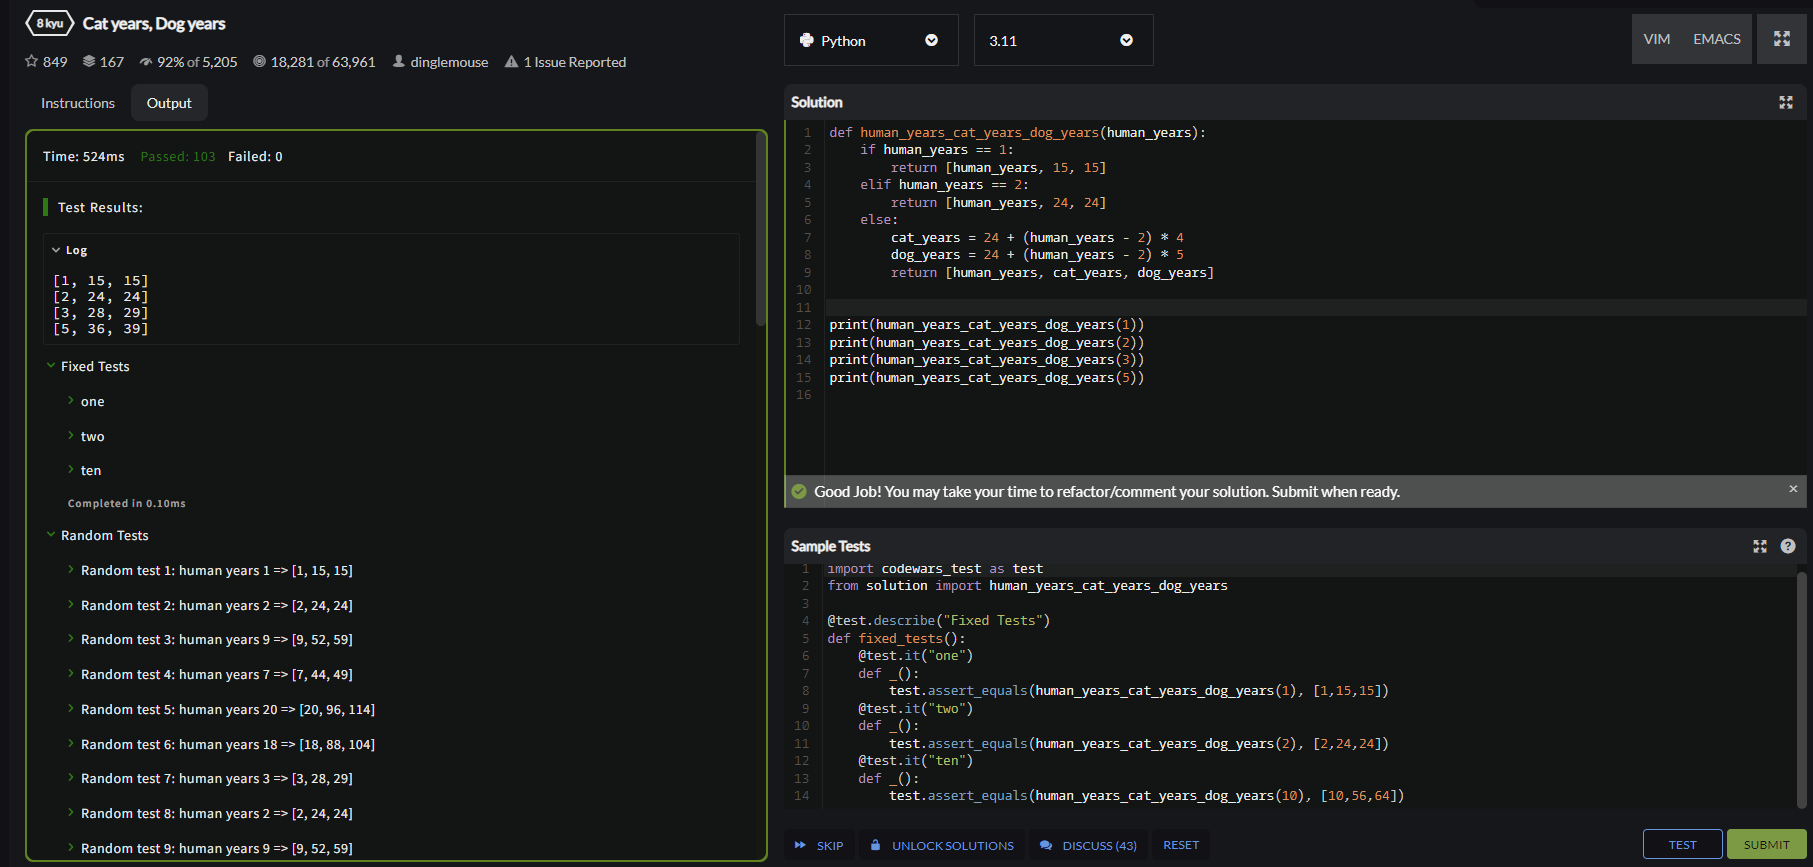 8 kyu Cat years, Dog years
849 167 92% of 5,205 18,281 of 63,961 dinglemouse 1 Issue Reported
Instructions Output
Time: 524ms Passed: 103 Failed: 0
Test Results:
Log
[1, 15, 15]
[2, 24, 24]
[3, 28, 29]
[5, 36, 39]
Fixed Tests
one
two
ten
Completed in 0.10ms
Random Tests
Random test 1: human years 1 => [1, 15, 15]
Random test 2: human years 2 => [2, 24, 24]
Random test 3: human years 9 => [9, 52, 59]
Random test 4: human years 7 => [7, 44, 49]
Random test 5: human years 20 => [20, 96, 114]
Random test 6: human years 18 => [18, 88, 104]
Random test 7: human years 3 => [3, 28, 29]
Random test 8: human years 2 => [2, 24, 24]
Random test 9: human years 9 => [9, 52, 59]
Python 3.11 VIM EMACS
Solution
1 def human_years_cat_years_dog_years(human_years):
2     if human_years == 1:
3         return [human_years, 15, 15]
4     elif human_years == 2:
5         return [human_years, 24, 24]
6     else:
7         cat_years = 24 + (human_years - 2) * 4
8         dog_years = 24 + (human_years - 2) * 5
9         return [human_years, cat_years, dog_years]
10
11
12 print(human_years_cat_years_dog_years(1))
13 print(human_years_cat_years_dog_years(2))
14 print(human_years_cat_years_dog_years(3))
15 print(human_years_cat_years_dog_years(5))
16
Good Job! You may take your time to refactor/comment your solution. Submit when ready. ×
Sample Tests ?
1 import codewars_test as test
2 from solution import human_years_cat_years_dog_years
3
4 @test.describe("Fixed Tests")
5 def fixed_tests():
6     @test.it("one")
7     def _():
8         test.assert_equals(human_years_cat_years_dog_years(1), [1,15,15])
9     @test.it("two")
10     def _():
11         test.assert_equals(human_years_cat_years_dog_years(2), [2,24,24])
12     @test.it("ten")
13     def _():
14         test.assert_equals(human_years_cat_years_dog_years(10), [10,56,64])
SKIP UNLOCK SOLUTIONS DISCUSS (43) RESET TEST SUBMIT